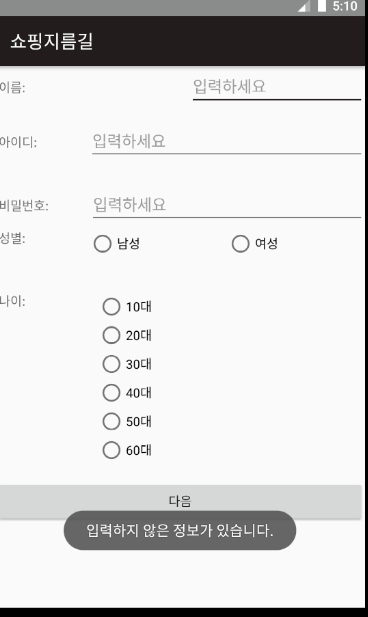 5:10
쇼핑지름길
이름: 입력하세요
아이디: 입력하세요
비밀번호: 입력하세요
성별: 남성 여성
나이: 10대
20대
30대
40대
50대
60대
다음
입력하지 않은 정보가 있습니다.